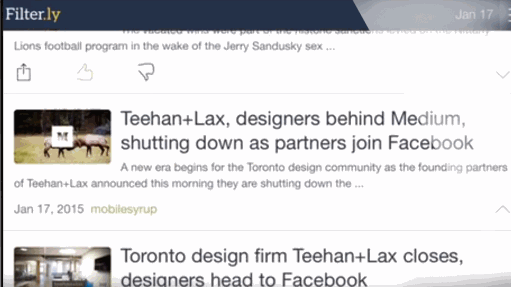 Filter.ly
Jan 17
The vacated wins were part of the historic sanctions levied on the Nittany
Lions football program in the wake of the Jerry Sandusky sex ...
M
Teehan+Lax, designers behind Medium,
shutting down as partners join Facebook
A new era begins for the Toronto design community as the founding partners
of Teehan+Lax announced this morning they are shutting down the ...
Jan 17, 2015 mobilesyrup
Toronto design firm Teehan+Lax closes,
designers head to Facebook